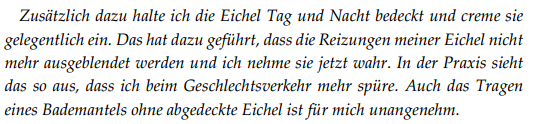 Zusätzlich dazu halte ich die Eichel Tag und Nacht bedeckt und creme sie
gelegentlich ein. Das hat dazu geführt, dass die Reizungen meiner Eichel nicht
mehr ausgeblendet werden und ich nehme sie jetzt wahr. In der Praxis sieht
das so aus, dass ich beim Geschlechtsverkehr mehr spüre. Auch das Tragen
eines Bademantels ohne abgedeckte Eichel ist für mich unangenehm.